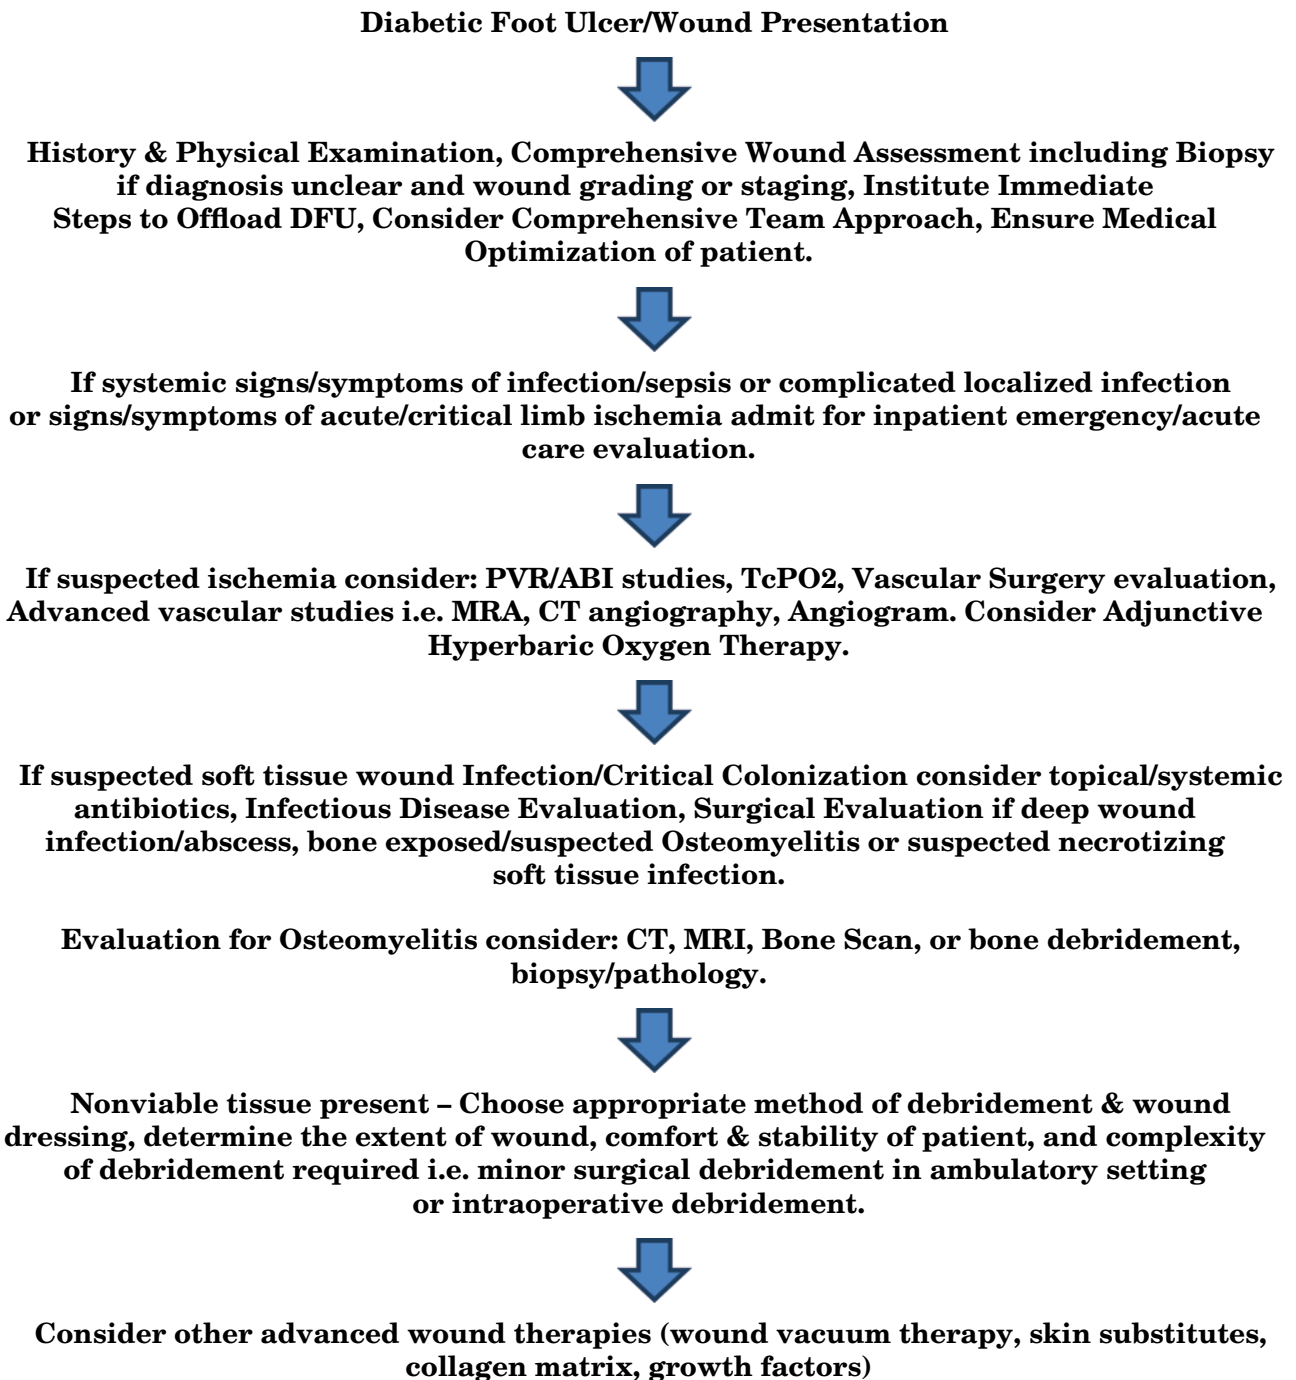 Diabetic Foot Ulcer/Wound Presentation
History & Physical Examination, Comprehensive Wound Assessment including Biopsy
if diagnosis unclear and wound grading or staging, Institute Immediate
Steps to Offload DFU, Consider Comprehensive Team Approach, Ensure Medical
Optimization of patient.
If systemic signs/symptoms of infection/sepsis or complicated localized infection
or signs/symptoms of acute/critical limb ischemia admit for inpatient emergency/acute
care evaluation.
If suspected ischemia consider: PVR/ABI studies, TcPO2, Vascular Surgery evaluation,
Advanced vascular studies i.e. MRA, CT angiography, Angiogram. Consider Adjunctive
Hyperbaric Oxygen Therapy.
If suspected soft tissue wound Infection/Critical Colonization consider topical/systemic
antibiotics, Infectious Disease Evaluation, Surgical Evaluation if deep wound
infection/abscess, bone exposed/suspected Osteomyelitis or suspected necrotizing
soft tissue infection.
Evaluation for Osteomyelitis consider: CT, MRI, Bone Scan, or bone debridement,
biopsy/pathology.
Nonviable tissue present – Choose appropriate method of debridement & wound
dressing, determine the extent of wound, comfort & stability of patient, and complexity
of debridement required i.e. minor surgical debridement in ambulatory setting
or intraoperative debridement.
Consider other advanced wound therapies (wound vacuum therapy, skin substitutes,
collagen matrix, growth factors)